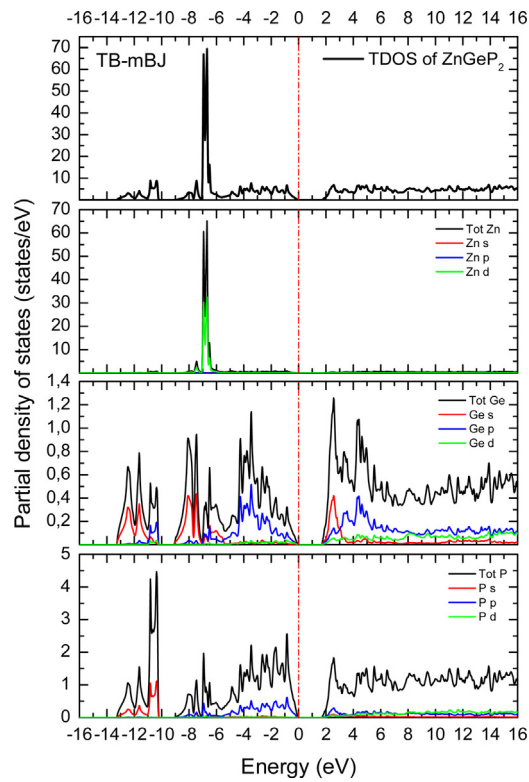 -16 -14 -12 -10 -8 -6 -4 -2 0 2 4 6 8 10 12 14 16
TB-mBJ
TDOS of ZnGeP2
70
60
50
40
30
20
10
Tot Zn
Zn s
Zn p
Zn d
70
60
50
40
30
20
10
Tot Ge
Ge s
Ge p
Ge d
1,4
1,2
1,0
0,8
0,6
0,4
0,2
Tot P
P s
P p
P d
5
4
3
2
1
0
-16 -14 -12 -10 -8 -6 -4 -2 0 2 4 6 8 10 12 14 16
Partial density of states (states/eV)
Energy (eV)